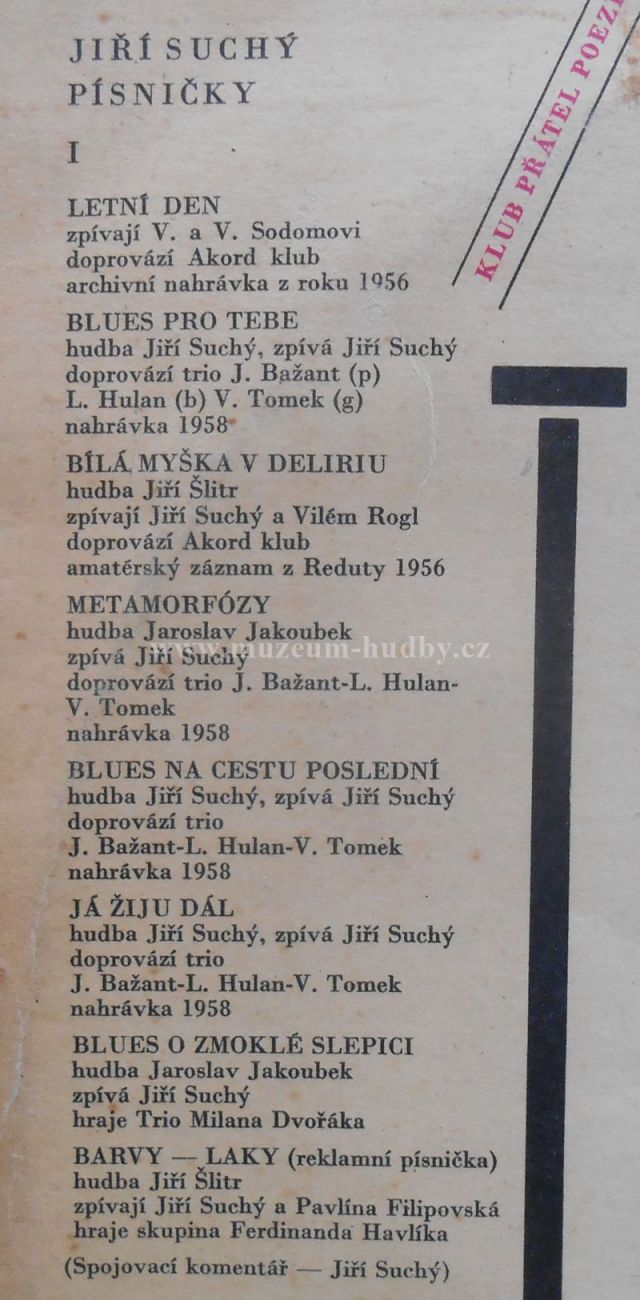 JIŘÍ SUCHÝ
PÍSNIČKY
I
LETNÍ DEN
zpívají V. a V. Sodomovi
doprovází Akord klub
archivní nahrávka z roku 1956
BLUES PRO TEBE
hudba Jiří Suchý, zpívá Jiří Suchý
doprovází trio J. Bažant (p)
L. Hulan (b) V. Tomek (g)
nahrávka 1958
BÍLÁ MYŠKA V DELIRIU
hudba Jiří Šlitr
zpívají Jiří Suchý a Vilém Rogl
doprovází Akord klub
amatérský záznam z Reduty 1956
METAMORFÓZY
hudba Jaroslav Jakoubek
zpívá Jiří Suchý
doprovází trio J. Bažant-L. Hulan-
V. Tomek
nahrávka 1958
BLUES NA CESTU POSLEDNÍ
hudba Jiří Suchý, zpívá Jiří Suchý
doprovází trio
J. Bažant-L. Hulan-V. Tomek
nahrávka 1958
JÁ ŽIJU DÁL
hudba Jiří Suchý, zpívá Jiří Suchý
doprovází trio
J. Bažant-L. Hulan-V. Tomek
nahrávka 1958
BLUES O ZMOKLÉ SLEPICI
hudba Jaroslav Jakoubek
zpívá Jiří Suchý
hraje Trio Milana Dvořáka
BARVY — LAKY (reklamní písnička)
hudba Jiří Šlitr
zpívají Jiří Suchý a Pavlína Filipovská
hraje skupina Ferdinanda Havlíka
(Spojovací komentář — Jiří Suchý)
KLUB PŘÁTEL
www.muzeum-hudby.cz